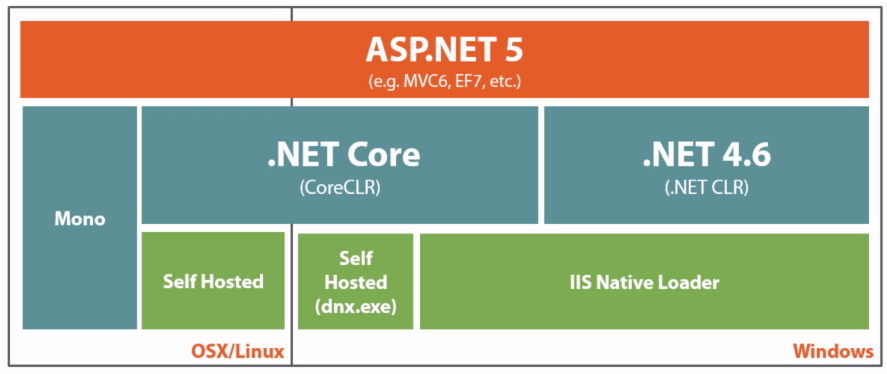 ASP.NET 5
(e.g. MVC6, EF7, etc.)
Mono
.NET Core
(CoreCLR)
.NET 4.6
(.NET CLR)
Self Hosted
Self
Hosted
(dnx.exe)
IIS Native Loader
OSX/Linux
Windows